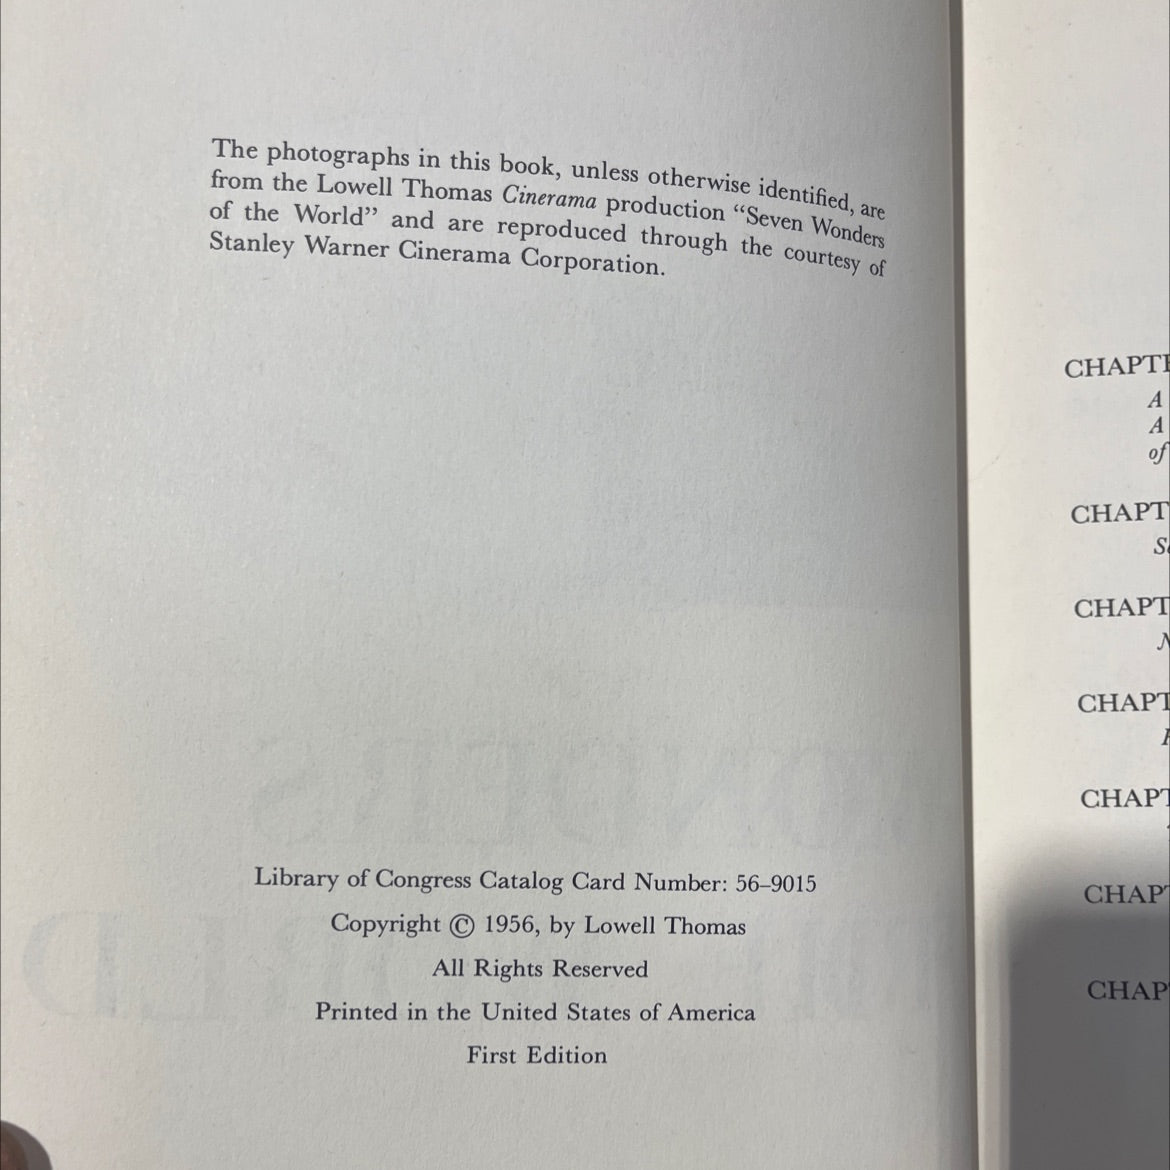 The photographs in this book, unless otherwise identified, are
from the Lowell Thomas Cinerama production “Seven Wonders
of the World” and are reproduced through the courtesy of
Stanley Warner Cinerama Corporation.
Library of Congress Catalog Card Number: 56–9015
Copyright © 1956, by Lowell Thomas
All Rights Reserved
Printed in the United States of America
First Edition
A
A
of